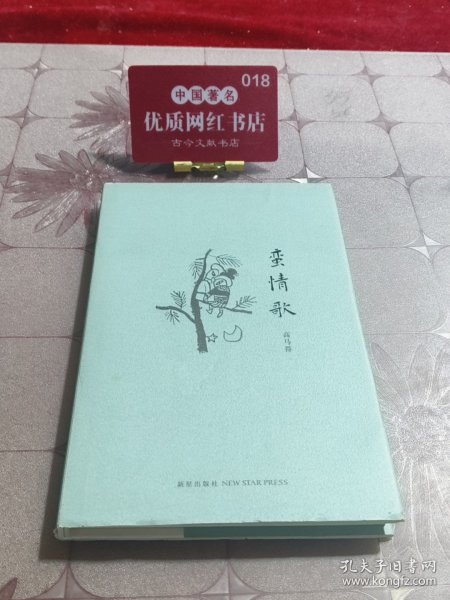 018
中国著名
优质网红书店
古今文献书店
蛮情歌
高马得
新星出版社 NEW STAR PRESS
孔夫子旧书网
www.kongfz.com